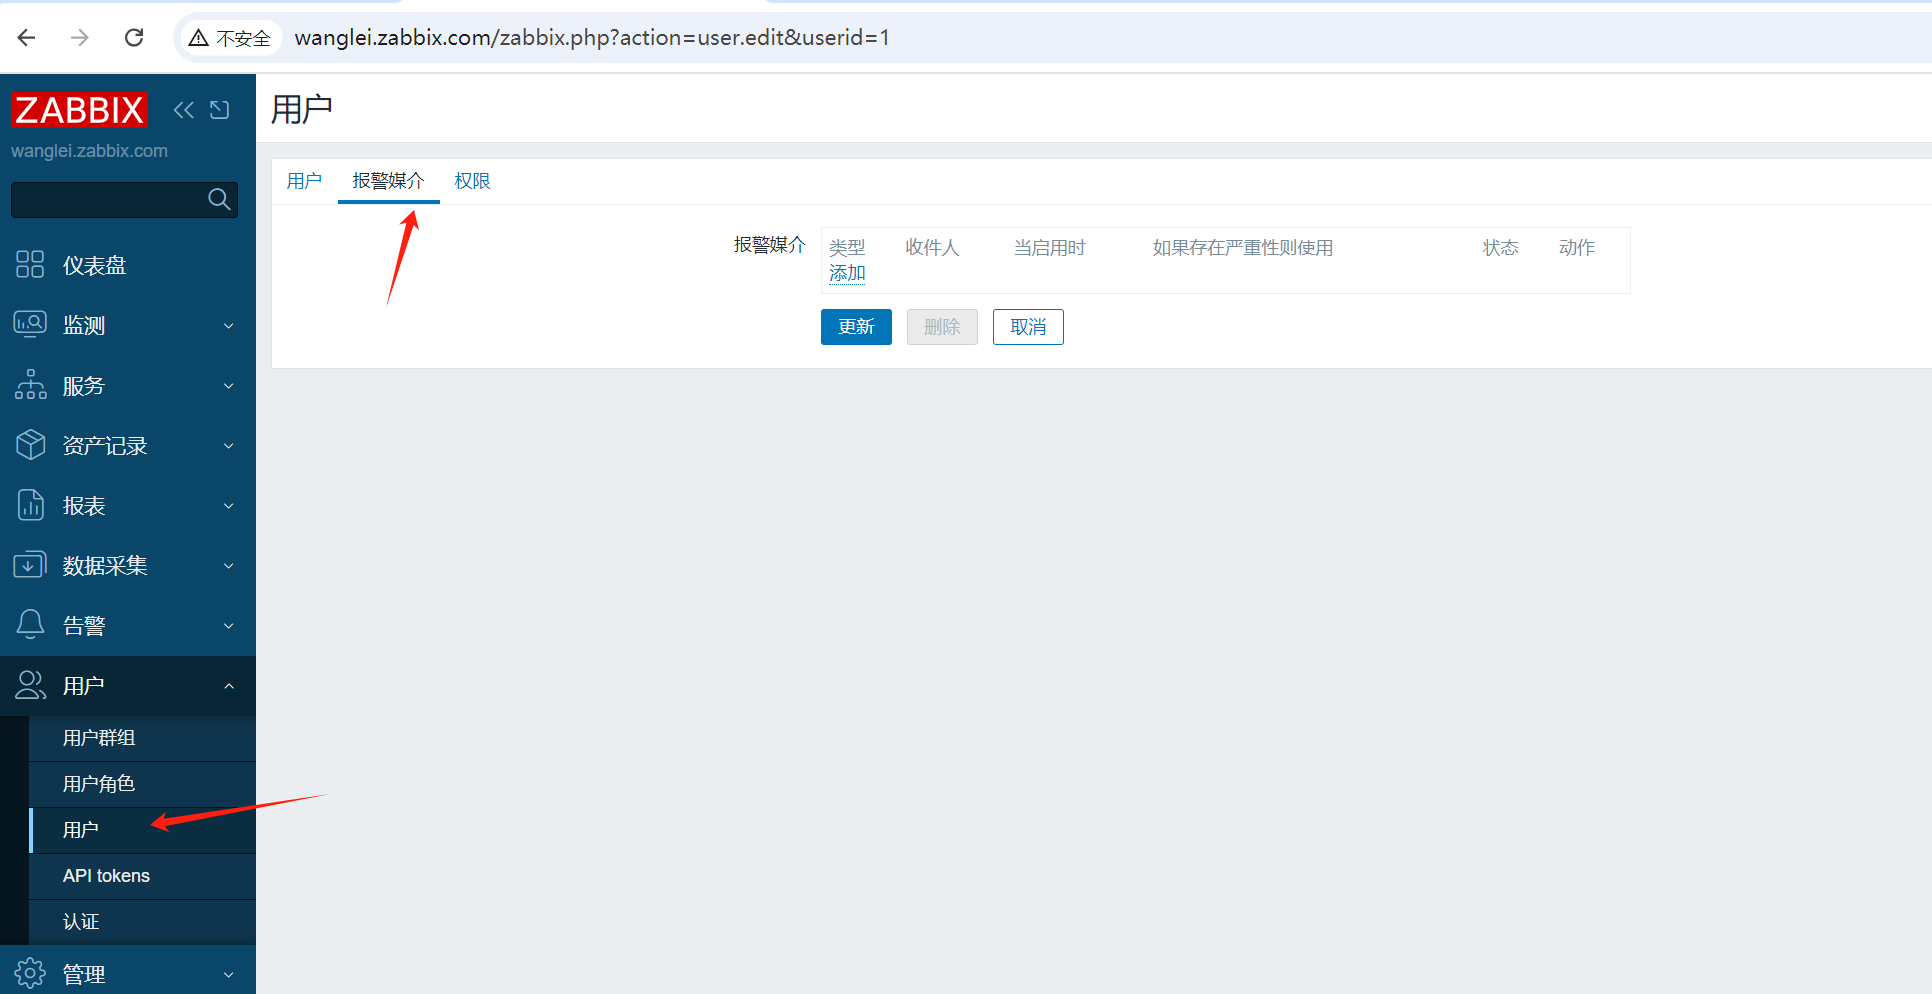 不安全 wanglei.zabbix.com/zabbix.php?action=user.edit&userid=1
ZABBIX
wanglei.zabbix.com
仪表盘
监测
服务
资产记录
报表
数据采集
告警
用户
用户群组
用户角色
用户
API tokens
认证
管理
用户
用户 报警媒介 权限
报警媒介 类型 收件人 当启用时 如果存在严重性则使用 状态 动作
添加
更新 删除 取消